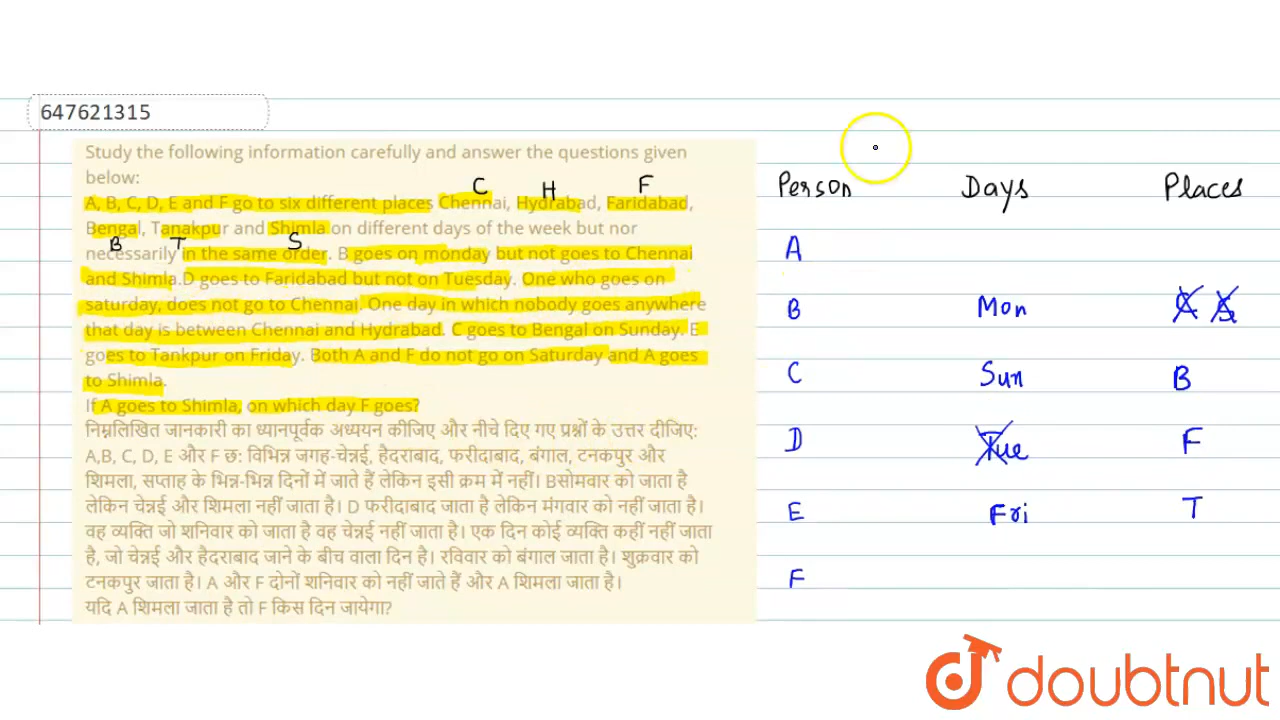 647621315
Study the following information carefully and answer the questions given
below:
C H F
A, B, C, D, E and F go to six different places Chennai, Hydrabad, Faridabad,
Bengal, Tanakpur and Shimla on different days of the week but nor
B T S
necessarily in the same order. B goes on monday but not goes to Chennai
and Shimla.D goes to Faridabad but not on Tuesday. One who goes on
saturday, does not go to Chennai. One day in which nobody goes anywhere
that day is between Chennai and Hydrabad. C goes to Bengal on Sunday. E
goes to Tankpur on Friday. Both A and F do not go on Saturday and A goes
to Shimla.
If A goes to Shimla, on which day F goes?
निम्नलिखित जानकारी का ध्यानपूर्वक अध्ययन कीजिए और नीचे दिए गए प्रश्नों के उत्तर दीजिए:
A,B, C, D, E और F छ: विभिन्न जगह-चेन्नई, हैदराबाद, फरीदाबाद, बंगाल, टनकपुर और
शिमला, सप्ताह के भिन्न-भिन्न दिनों में जाते हैं लेकिन इसी क्रम में नहीं। Bसोमवार को जाता है
लेकिन चेन्नई और शिमला नहीं जाता है। D फरीदाबाद जाता है लेकिन मंगवार को नहीं जाता है।
वह व्यक्ति जो शनिवार को जाता है वह चेन्नई नहीं जाता है। एक दिन कोई व्यक्ति कहीं नहीं जाता
है, जो चेन्नई और हैदराबाद जाने के बीच वाला दिन है। रविवार को बंगाल जाता है। शुक्रवार को
टनकपुर जाता है। A और F दोनों शनिवार को नहीं जाते हैं और A शिमला जाता है।
यदि A शिमला जाता है तो F किस दिन जायेगा?
Person Days Places
A
B Mon C S
C Sun B
D Tue F
E Fri T
F
doubtnut